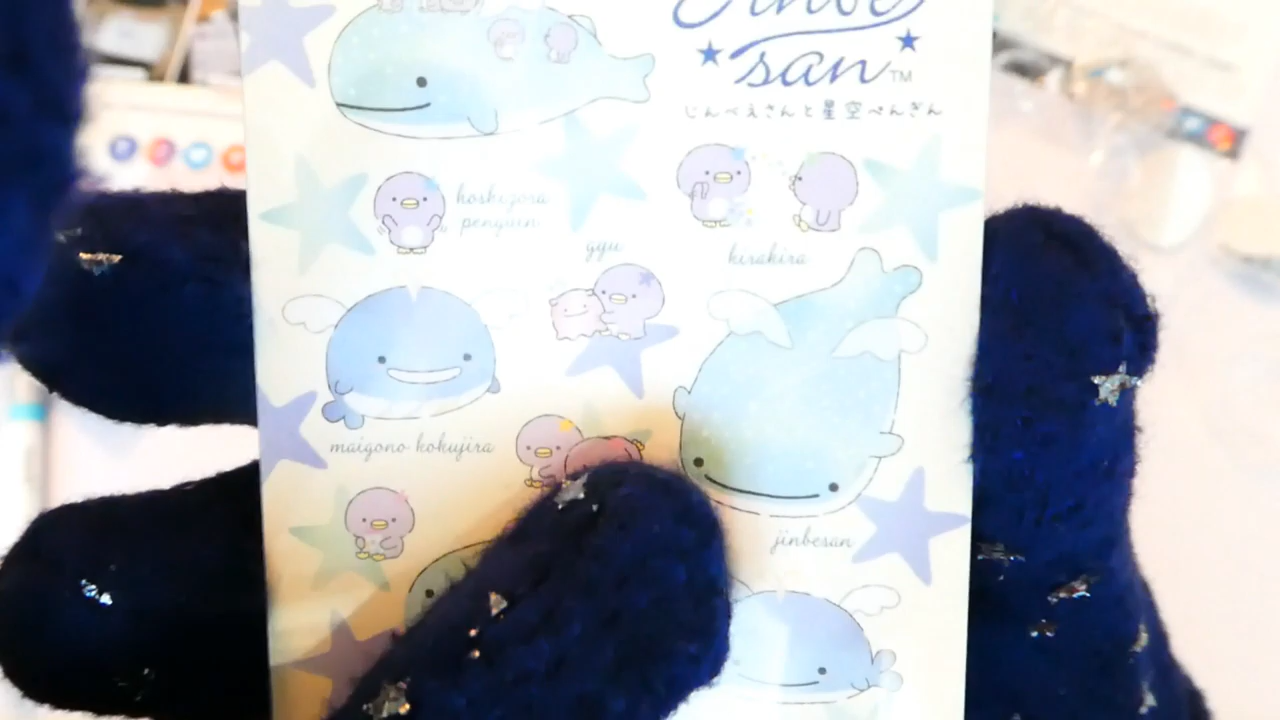 Jinbe
san™
じんべえさんと星空ぺんぎん
hoshizora
penguin
gyu
kirakira
maigono kokujira
jinbesan